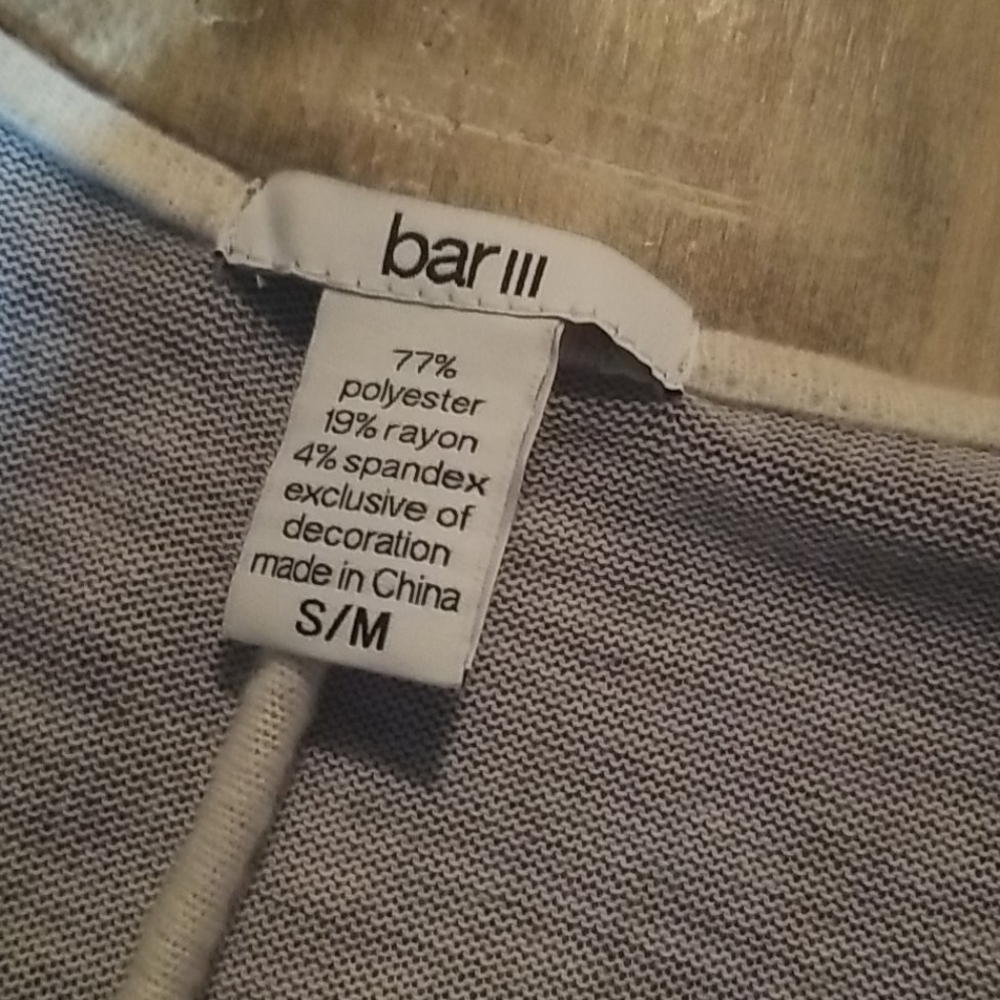 bar III
77%
polyester
19% rayon
4% spandex
exclusive of
decoration
made in China
S/M